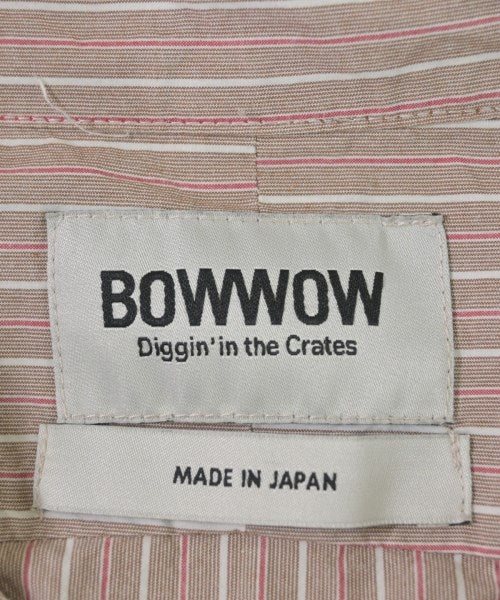 BOWWOW
Diggin' in the Crates
MADE IN JAPAN